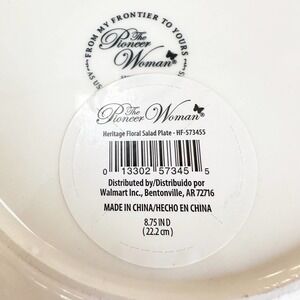 FROM MY FRONTIER TO YOURS
The
Pioneer
Woman
The
Pioneer Woman®
Heritage Floral Salad Plate - HF-573455
0 13302 57345 5
Distributed by/Distribuido por
Walmart Inc., Bentonville, AR 72716
MADE IN CHINA/HECHO EN CHINA
8.75 IN D
( 22.2 cm )